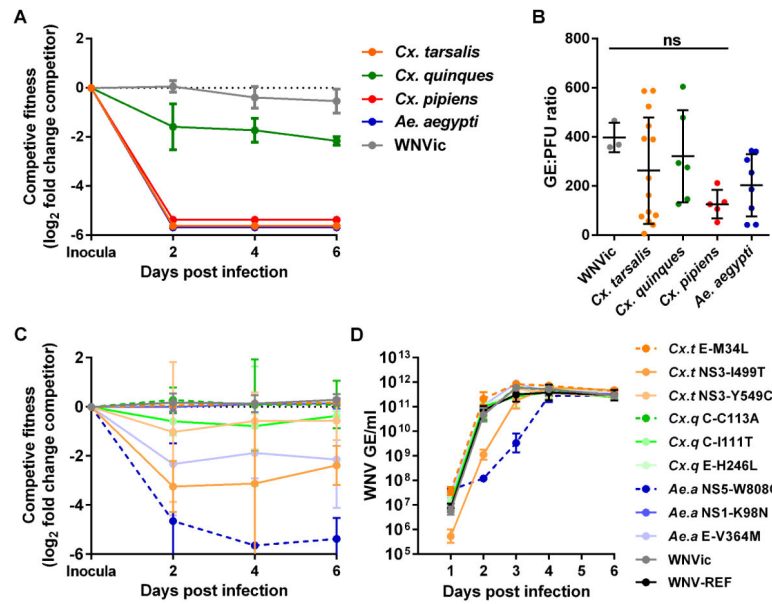 A
Competive fitness
(log2 fold change competitor)
2
0
-2
-4
-6
Inocula
2
4
6
Days post infection
Cx. tarsalis
Cx. quinques
Cx. pipiens
Ae. aegypti
WNVic
B
ns
GE:PFU ratio
800
600
400
200
0
WNVic
Cx. tarsalis
Cx. quinques
Cx. pipiens
Ae. aegypti
C
Competive fitness
(log2 fold change competitor)
2
0
-2
-4
-6
Inocula
2
4
6
Days post infection
D
WNV GE/ml
10^13
10^12
10^11
10^10
10^9
10^8
10^7
10^6
10^5
1
2
3
4
5
6
Days post infection
Cx.t E-M34L
Cx.t NS3-I499T
Cx.t NS3-Y549C
Cx.q C-C113A
Cx.q C-I111T
Cx.q E-H246L
Ae.a NS5-W808
Ae.a NS1-K98N
Ae.a E-V364M
WNVic
WNV-REF